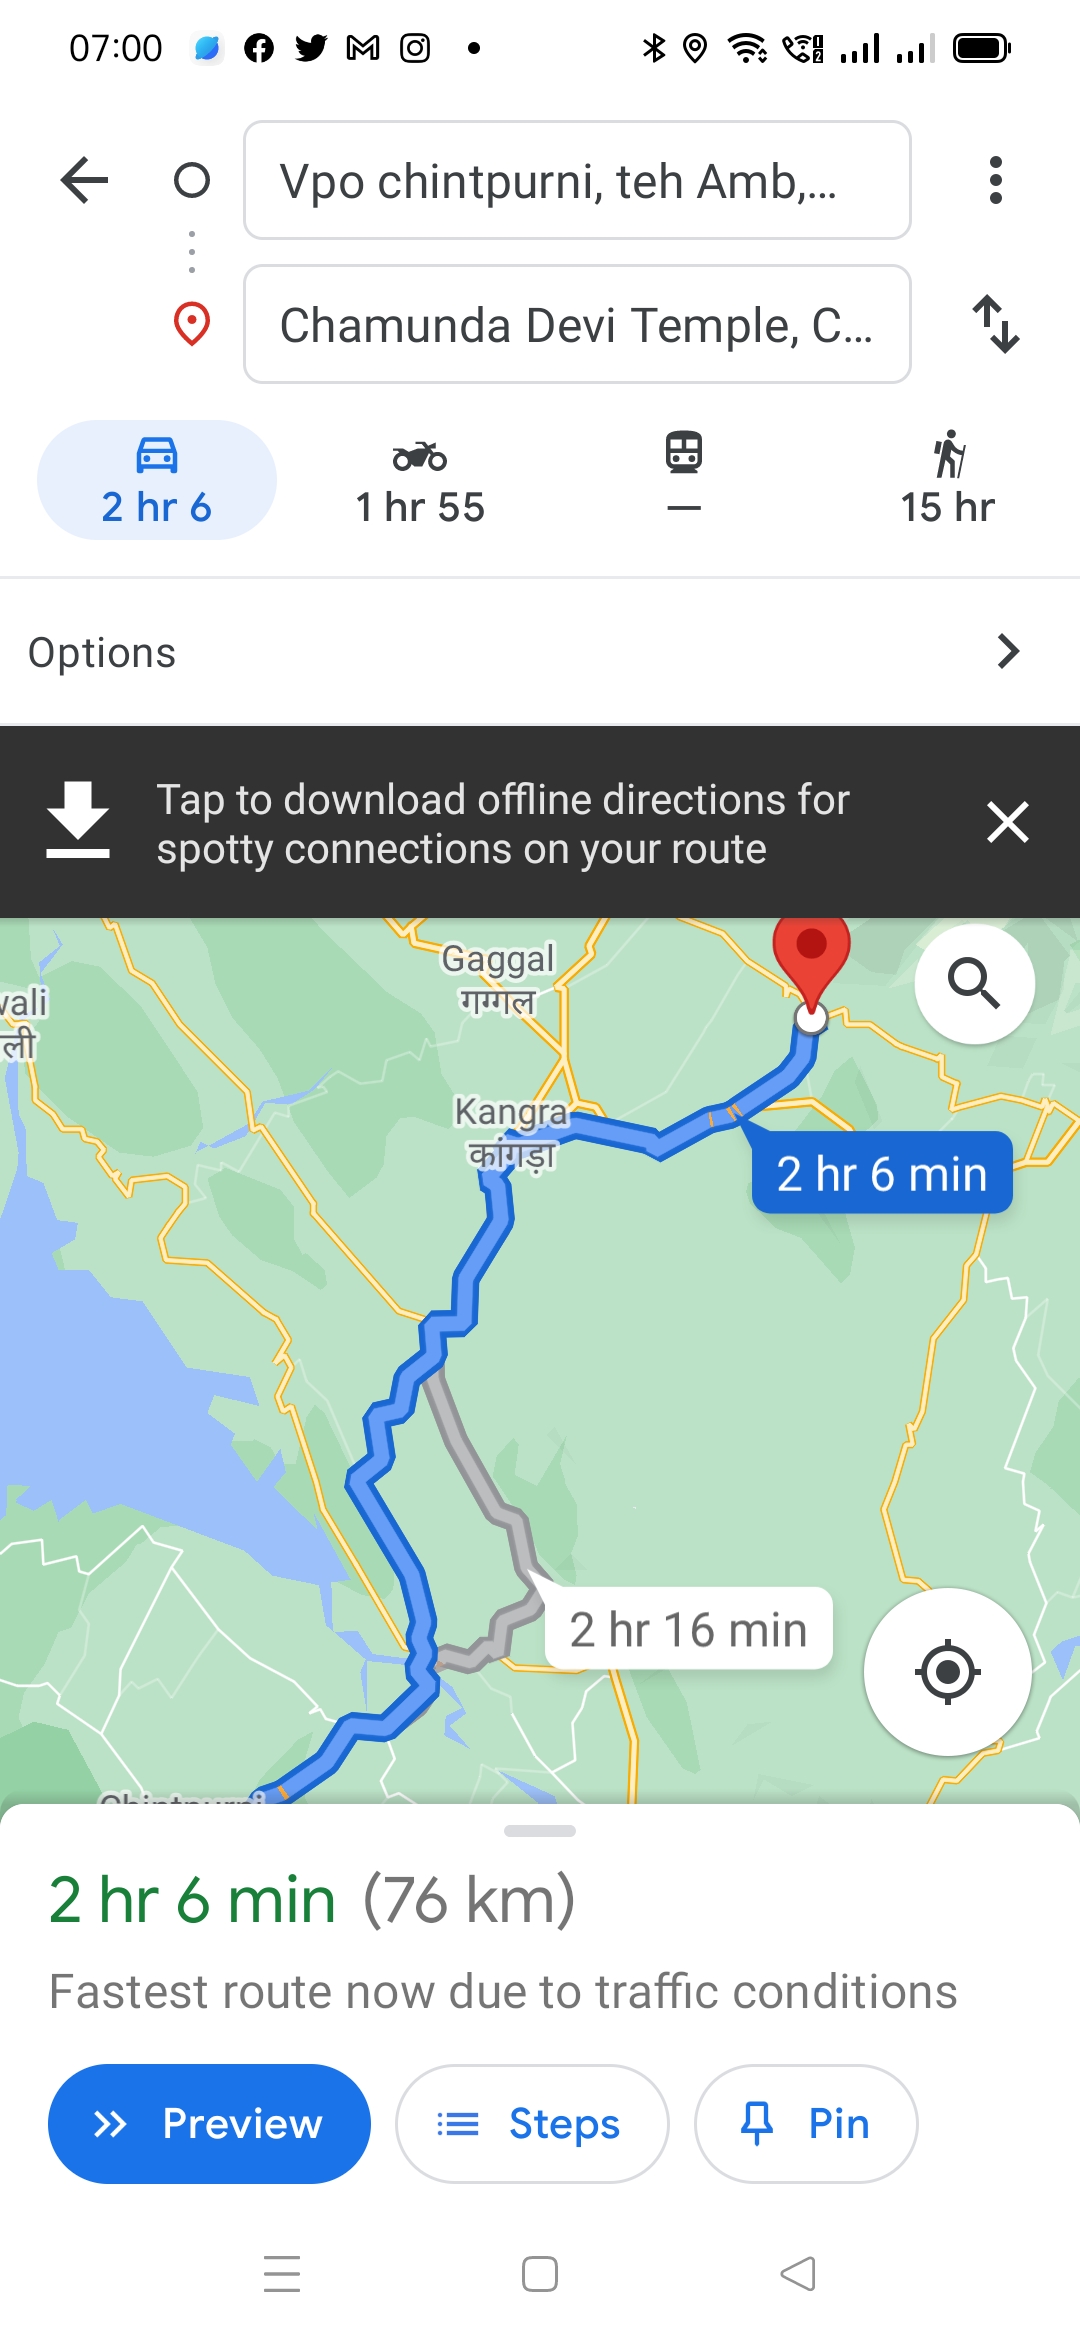 07:00
Vpo chintpurni, teh Amb,...
Chamunda Devi Temple, C...
2 hr 6
1 hr 55
—
15 hr
Options
Tap to download offline directions for
spotty connections on your route
Gaggal
गग्गल
vali
ली
Kangra
कांगड़ा
2 hr 6 min
2 hr 16 min
Chintpurni
2 hr 6 min (76 km)
Fastest route now due to traffic conditions
Preview
Steps
Pin